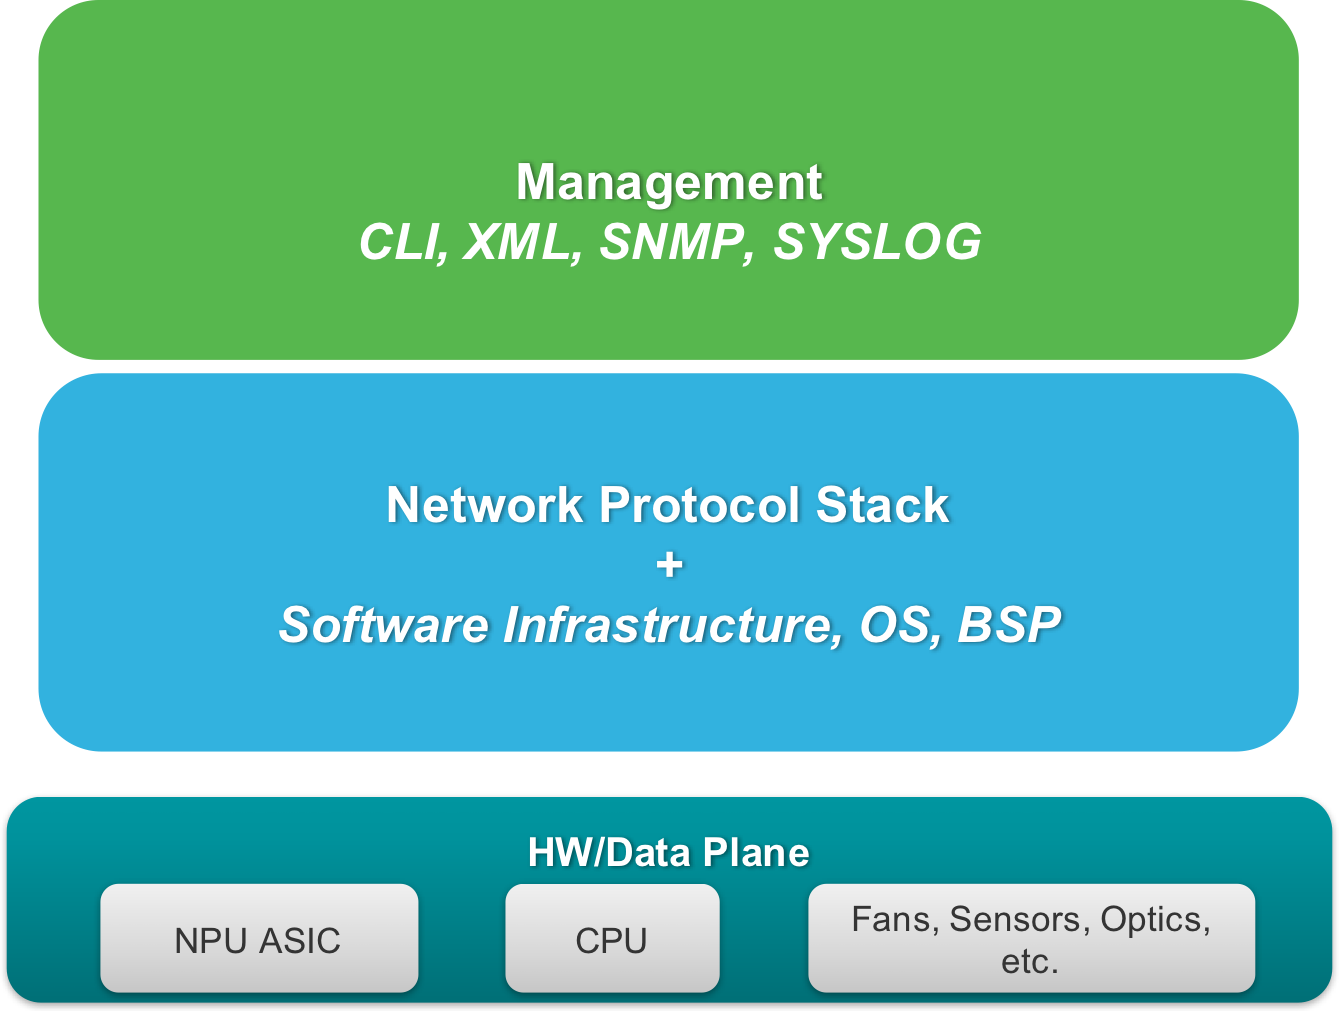 Management
CLI, XML, SNMP, SYSLOG
Network Protocol Stack
+
Software Infrastructure, OS, BSP
HW/Data Plane
NPU ASIC
CPU
Fans, Sensors, Optics,
etc.